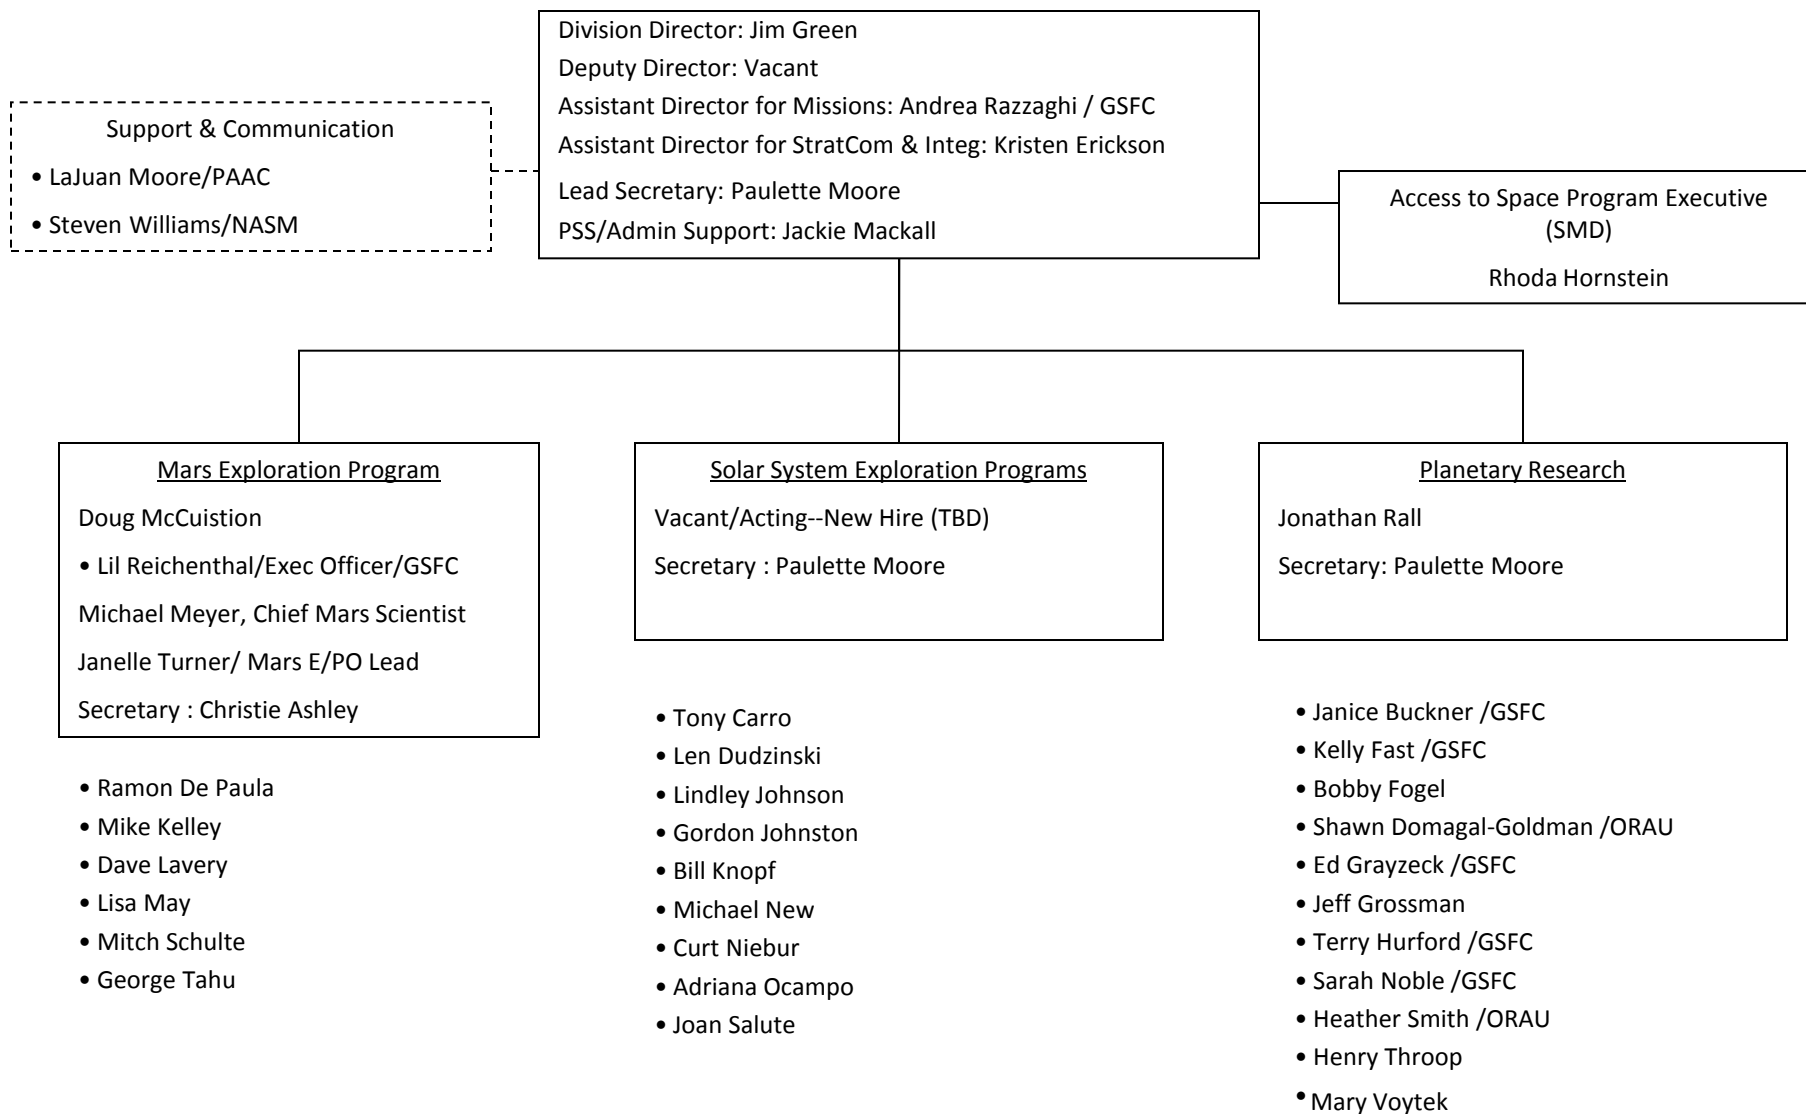 Division Director: Jim Green
Deputy Director: Vacant
Assistant Director for Missions: Andrea Razzaghi / GSFC
Assistant Director for StratCom & Integ: Kristen Erickson
Lead Secretary: Paulette Moore
PSS/Admin Support: Jackie Mackall
Support & Communication
• LaJuan Moore/PAAC
• Steven Williams/NASM
Access to Space Program Executive
(SMD)
Rhoda Hornstein
Mars Exploration Program
Doug McCuistion
• Lil Reichenthal/Exec Officer/GSFC
Michael Meyer, Chief Mars Scientist
Janelle Turner/ Mars E/PO Lead
Secretary : Christie Ashley
• Ramon De Paula
• Mike Kelley
• Dave Lavery
• Lisa May
• Mitch Schulte
• George Tahu
Solar System Exploration Programs
Vacant/Acting--New Hire (TBD)
Secretary : Paulette Moore
• Tony Carro
• Len Dudzinski
• Lindley Johnson
• Gordon Johnston
• Bill Knopf
• Michael New
• Curt Niebur
• Adriana Ocampo
• Joan Salute
Planetary Research
Jonathan Rall
Secretary: Paulette Moore
• Janice Buckner /GSFC
• Kelly Fast /GSFC
• Bobby Fogel
• Shawn Domagal-Goldman /ORAU
• Ed Grayzeck /GSFC
• Jeff Grossman
• Terry Hurford /GSFC
• Sarah Noble /GSFC
• Heather Smith /ORAU
• Henry Throop
• Mary Voytek